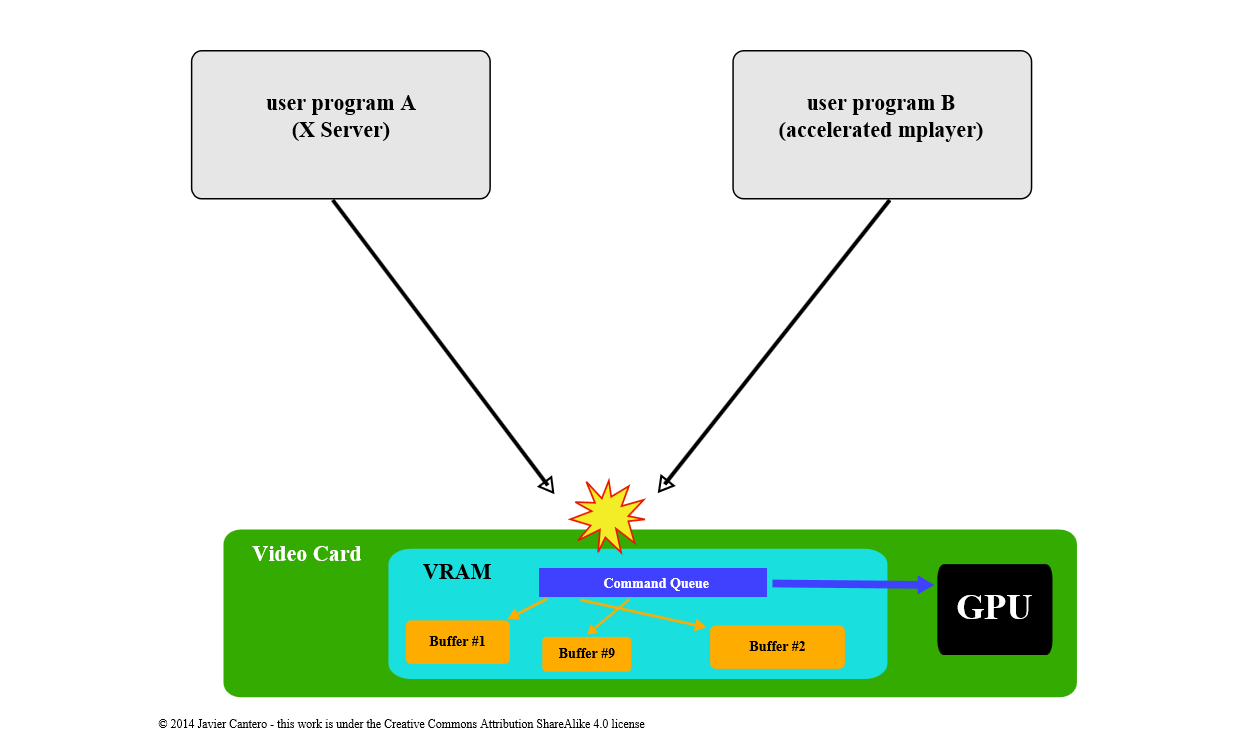 user program A
(X Server)
user program B
(accelerated mplayer)
Video Card
VRAM
Command Queue
GPU
Buffer #1
Buffer #9
Buffer #2
© 2014 Javier Cantero - this work is under the Creative Commons Attribution ShareAlike 4.0 license